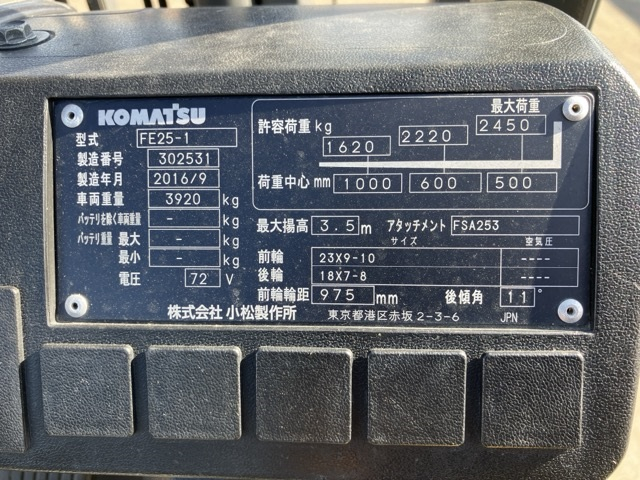 KOMATSU
型式 FE25-1
製造番号 302531
製造年月 2016/9
車両重量 3920 kg
バッテリを除く車両重量 - kg
バッテリ重量 最大 - kg
最小 - kg
電圧 72 V
最大荷重
許容荷重 kg 1620 2220 2450
荷重中心 mm 1000 600 500
最大揚高 3.5 m アタッチメント FSA253
サイズ 空気圧
前輪 23X9-10 ----
後輪 18X7-8 ----
前輪輪距 975 mm 後傾角 11°
株式会社 小松製作所 東京都港区赤坂 2-3-6 JPN